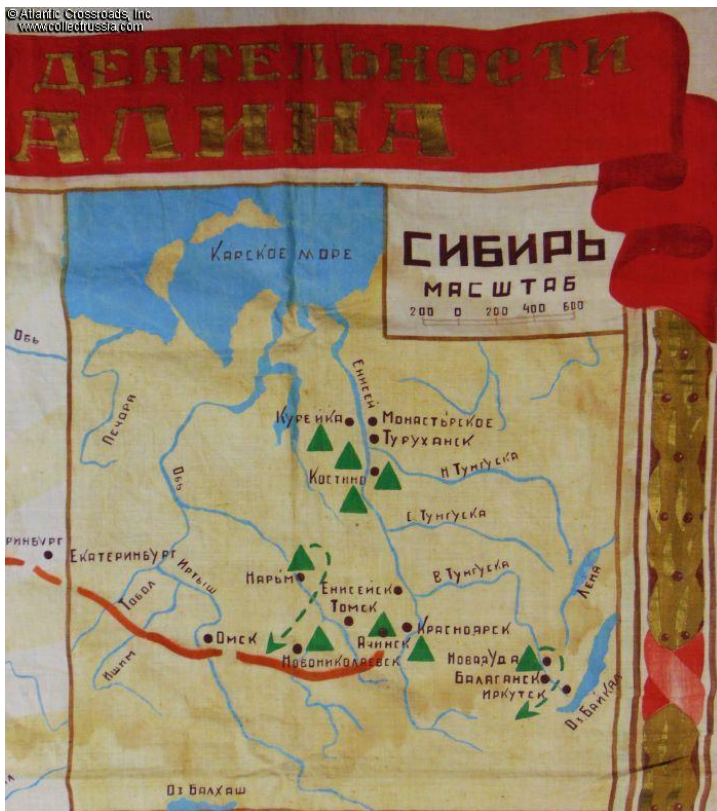 © Atlantic Crossroads, Inc.
www.collectrussia.com
ДЕЯТЕЛЬНОСТИ
АЛИНА
СИБИРЬ
МАСШТАБ
200 0 200 400 600
КАРСКОЕ МОРЕ
ОБЬ
ПЕЧАРА
ЕНИСЕЙ
КУРЕЙКА
МОНАСТЫРСКОЕ
ТУРУХАНСК
Н. ТУНГУСКА
КОСТИНО
ОБЬ
С. ТУНГУСКА
РИНБУРГ
ЕКАТЕРИНБУРГ
ИРТЫШ
ТОБОЛ
НАРЫМ
ЕНИСЕЙСК
В. ТУНГУСКА
ЛЕНА
ТОМСК
ОМСК
АЧИНСК
КРАСНОЯРСК
ИШИМ
НОВОНИКОЛАЕВСК
НОВАЯ УДА
БАЛАГАНСК
ИРКУТСК
ОЗ. БАЙКАЛ
ОЗ БАЛХАШ